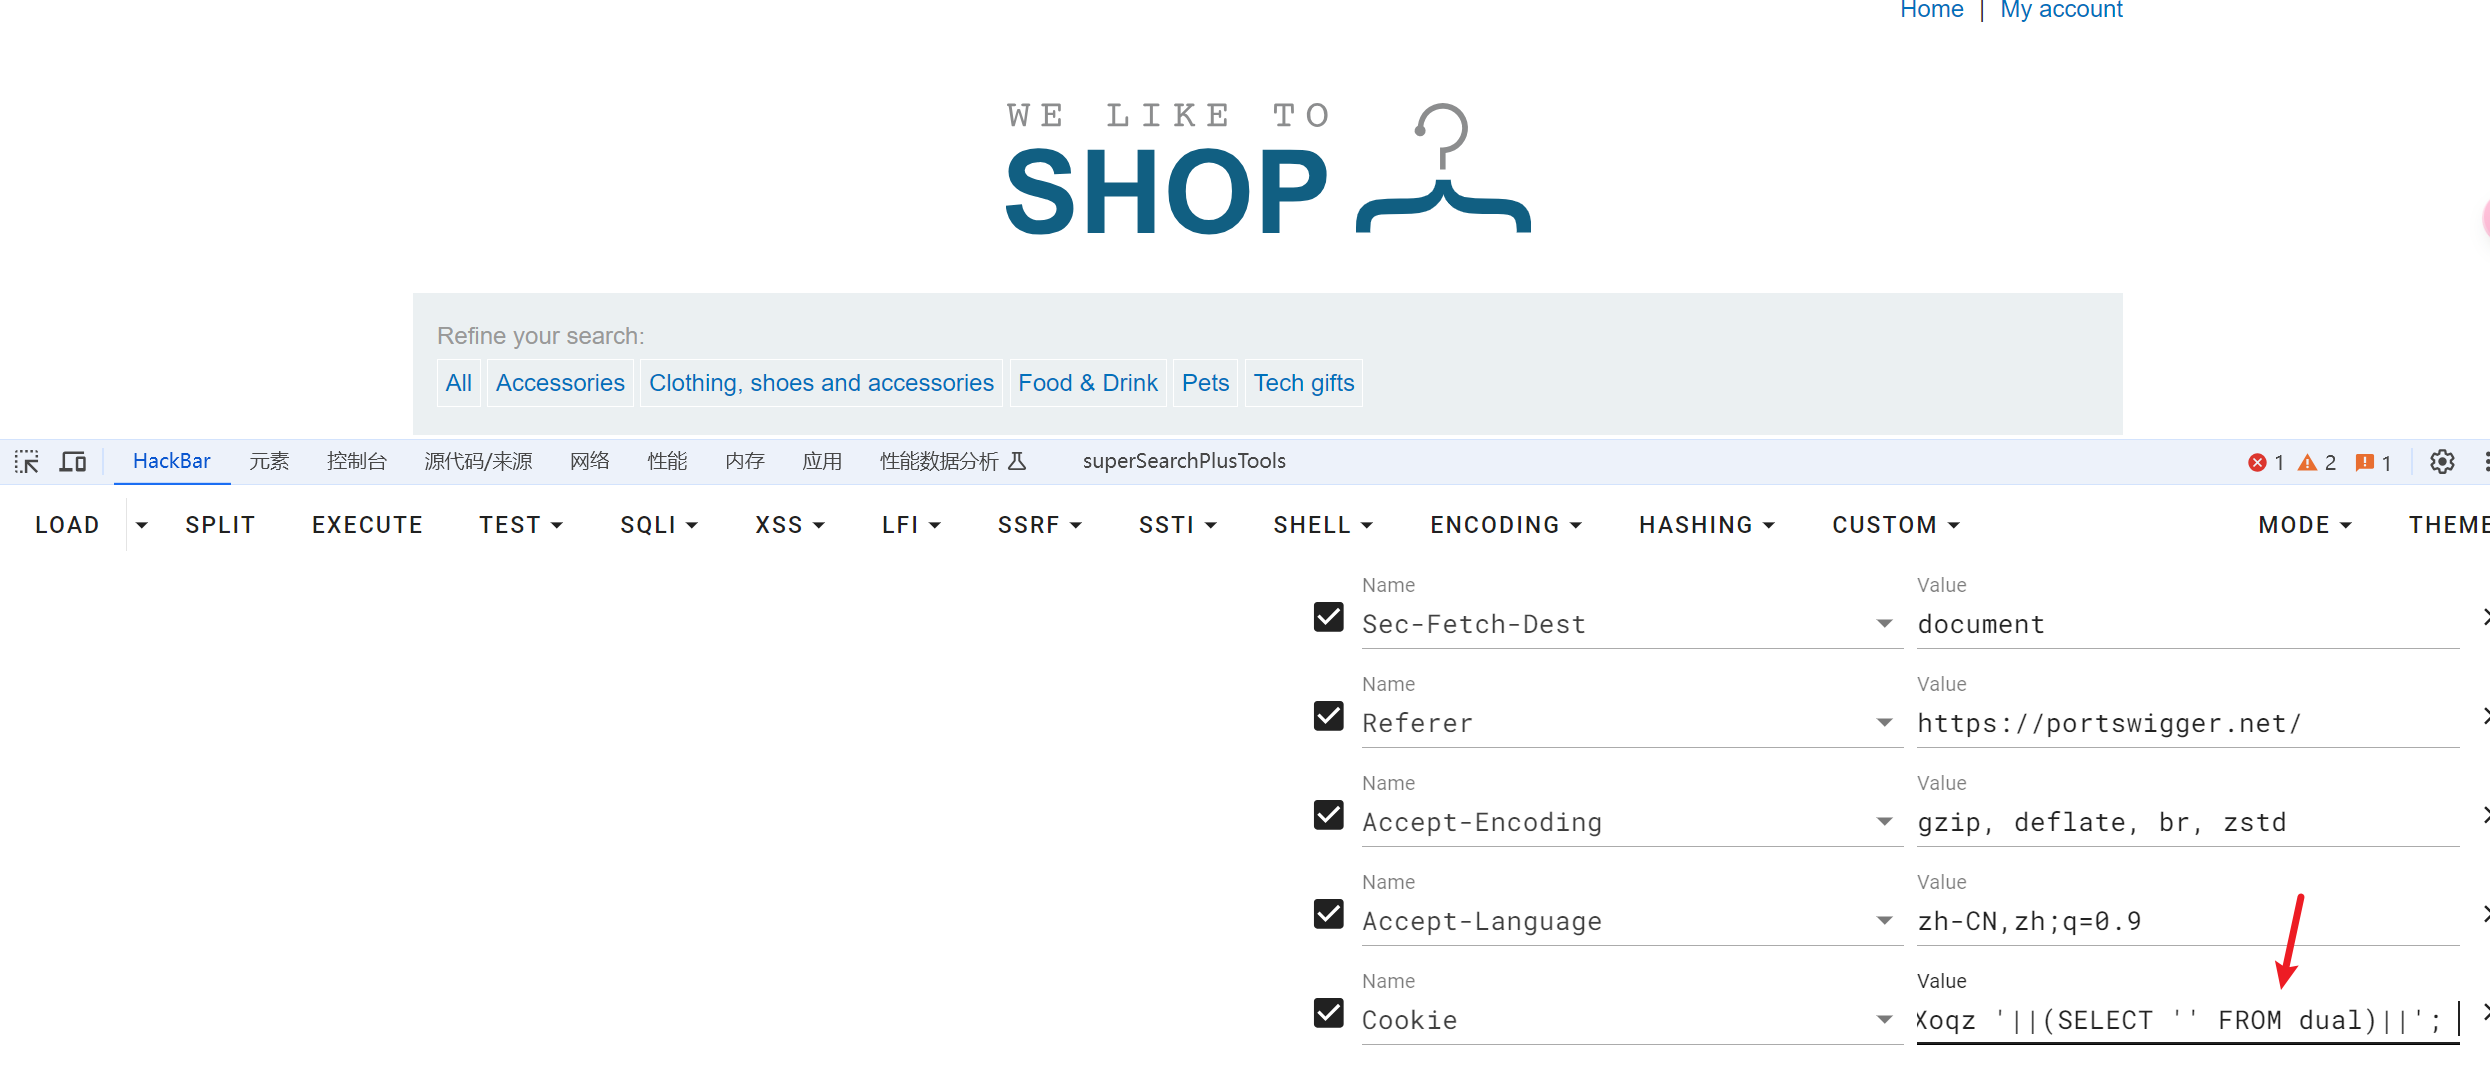 Home | My account
WE LIKE TO
SHOP
Refine your search:
All Accessories Clothing, shoes and accessories Food & Drink Pets Tech gifts
HackBar 元素 控制台 源代码/来源 网络 性能 内存 应用 性能数据分析 superSearchPlusTools 1 2 1
LOAD SPLIT EXECUTE TEST SQLI XSS LFI SSRF SSTI SHELL ENCODING HASHING CUSTOM MODE THEME
Name Value
Sec-Fetch-Dest document
Name Value
Referer https://portswigger.net/
Name Value
Accept-Encoding gzip, deflate, br, zstd
Name Value
Accept-Language zh-CN,zh;q=0.9
Name Value
Cookie Xoqz '||(SELECT '' FROM dual)||';